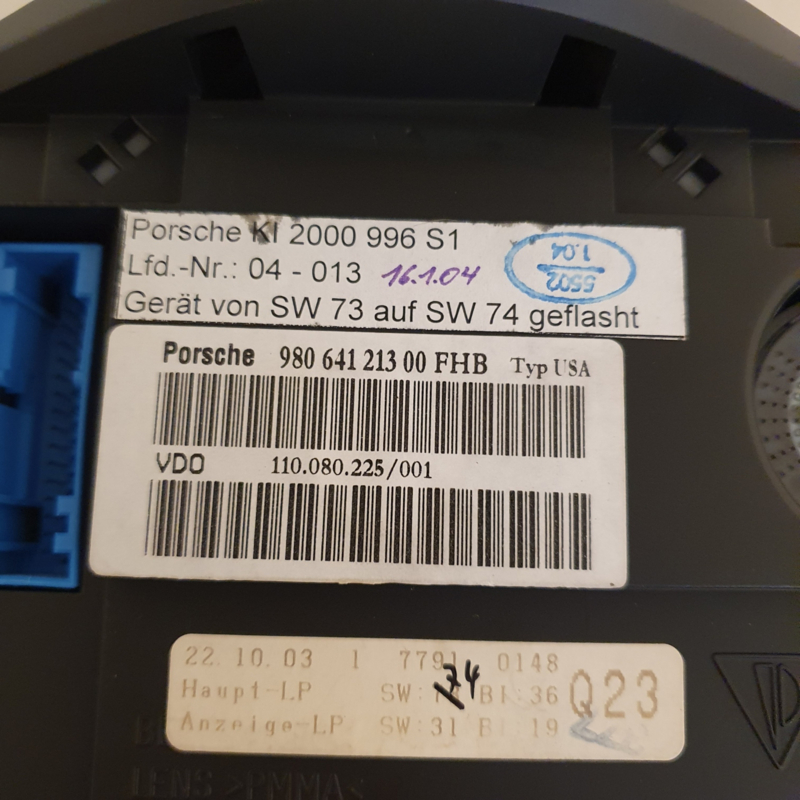 Porsche KI 2000 996 S1
Lfd.-Nr.: 04 - 013 16.1.04
5502
1.04
Gerät von SW 73 auf SW 74 geflasht
Porsche 980 641 213 00 FHB Typ USA
VDO 110.080.225/001
22.10.03 1 7791 0148
Haupt-LP SW: 74 BI:36 Q23
Anzeige-LP SW:31 BI:19
LENS >PMMA<